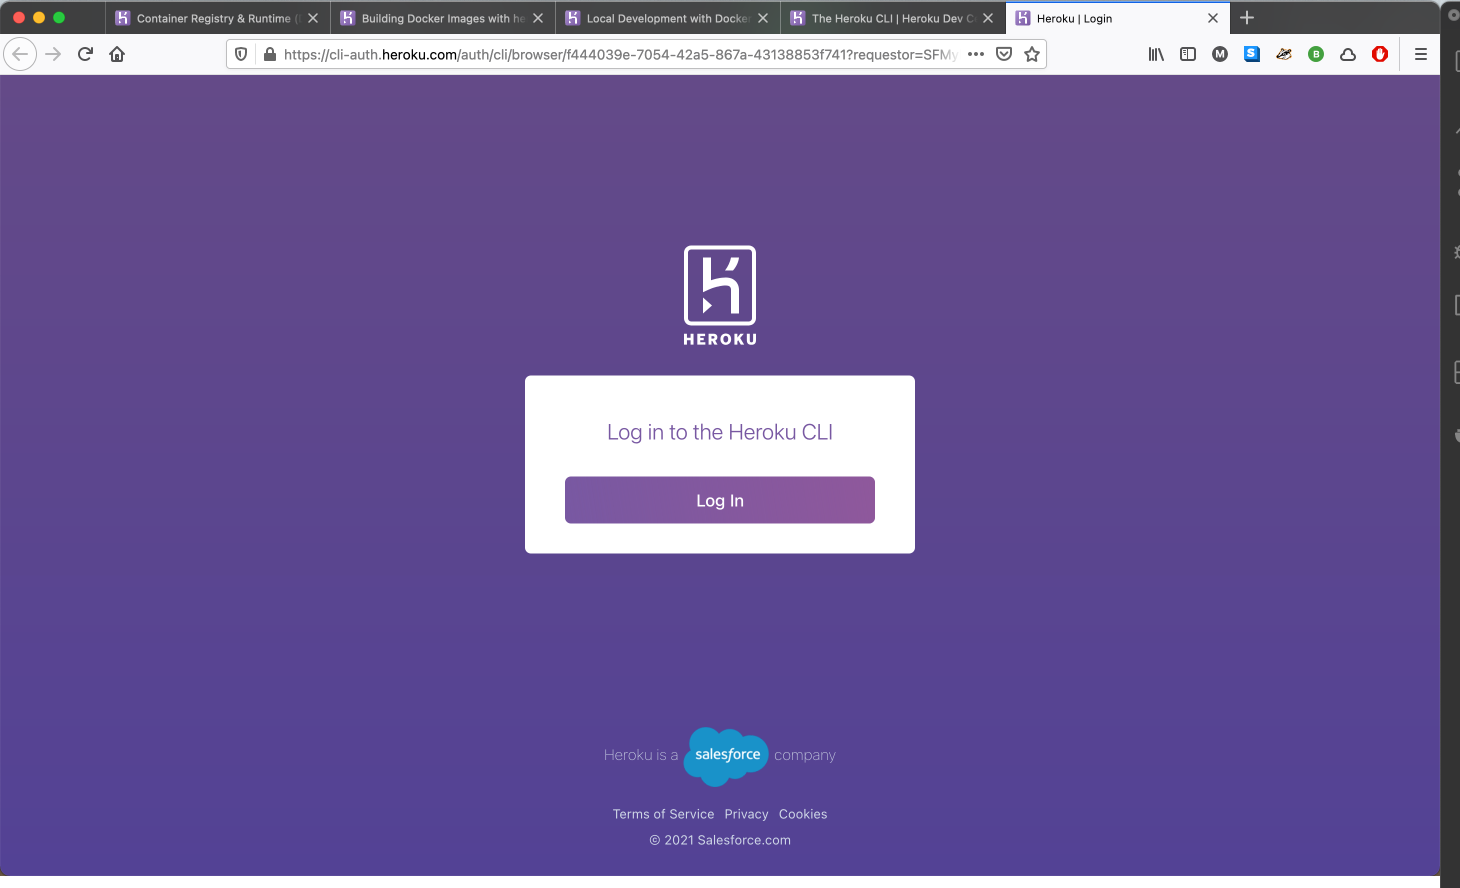 Container Registry & Runtime (
Building Docker Images with he
Local Development with Docker
The Heroku CLI | Heroku Dev C
Heroku | Login
https://cli-auth.heroku.com/auth/cli/browser/f444039e-7054-42a5-867a-43138853f741?requestor=SFMy
M
S
B
HEROKU
Log in to the Heroku CLI
Log In
Heroku is a salesforce company
Terms of Service Privacy Cookies
© 2021 Salesforce.com